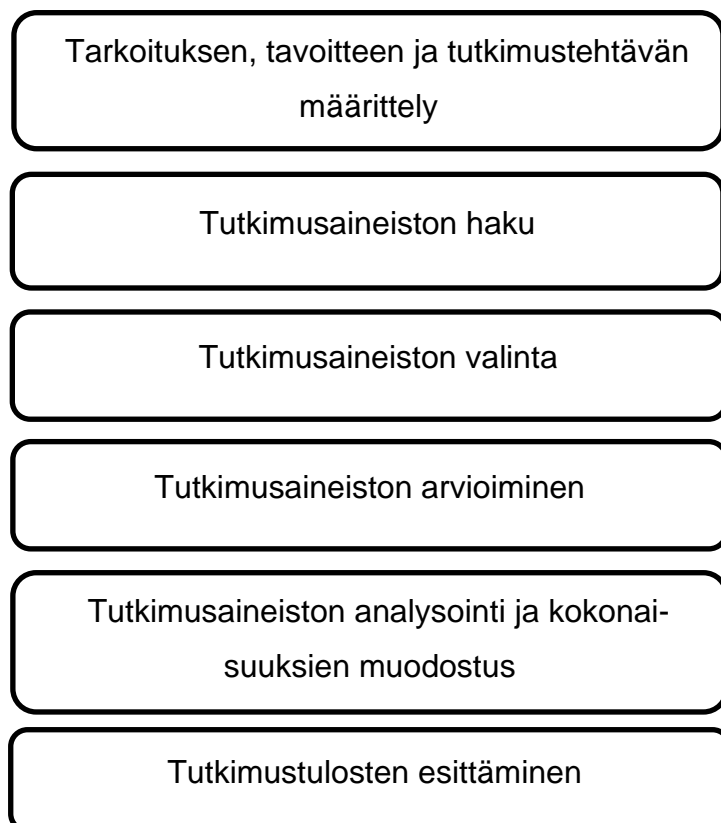 Tarkoituksen, tavoitteen ja tutkimustehtävän
määrittely
Tutkimusaineiston haku
Tutkimusaineiston valinta
Tutkimusaineiston arvioiminen
Tutkimusaineiston analysointi ja kokonai-
suuksien muodostus
Tutkimustulosten esittäminen